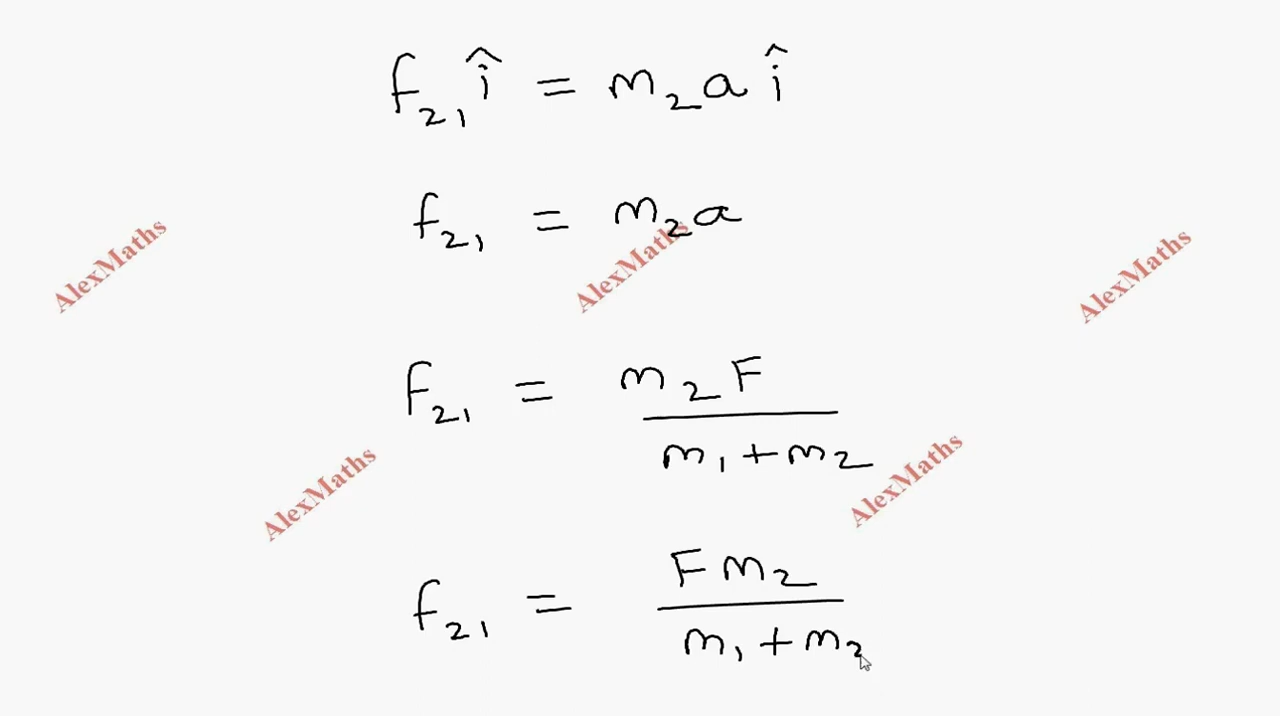 f₂₁ î = m₂a î
f₂₁ = m₂a
AlexMaths AlexMaths AlexMaths
f₂₁ = m₂F / m₁+m₂
AlexMaths AlexMaths
f₂₁ = Fm₂ / m₁+m₂